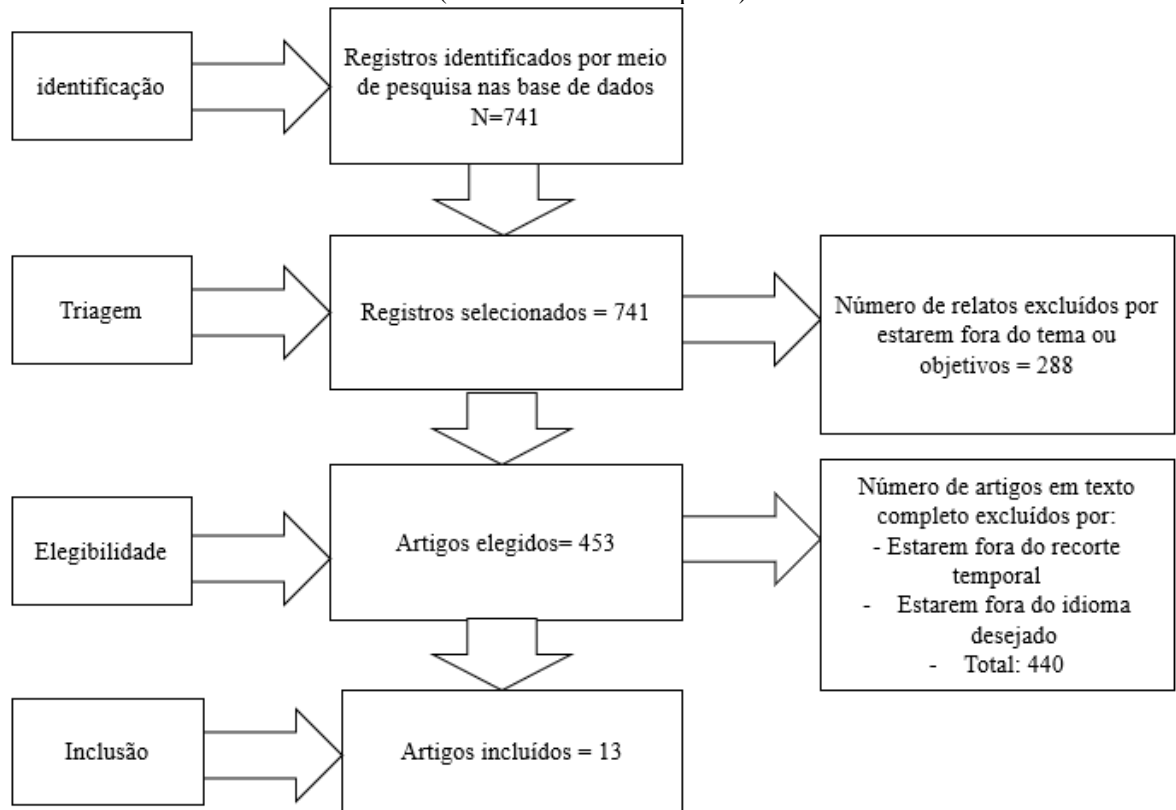 identificação
Registros identificados por meio
de pesquisa nas base de dados
N=741
Triagem
Registros selecionados = 741
Número de relatos excluídos por
estarem fora do tema ou
objetivos = 288
Elegibilidade
Artigos elegidos= 453
Número de artigos em texto
completo excluídos por:
- Estarem fora do recorte
temporal
- Estarem fora do idioma
desejado
- Total: 440
Inclusão
Artigos incluídos = 13